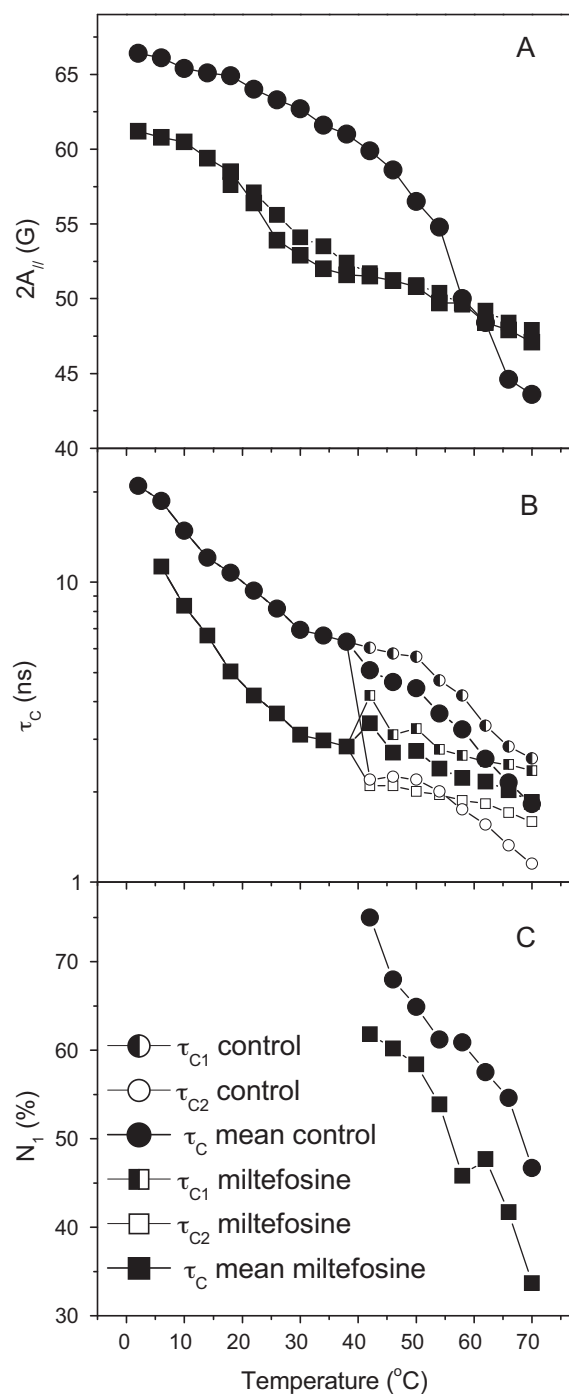 A
65
60
55
50
45
40
2A// (G)
B
10
1
τC (ns)
C
70
60
50
40
30
N1 (%)
τC1 control
τC2 control
τC mean control
τC1 miltefosine
τC2 miltefosine
τC mean miltefosine
0 10 20 30 40 50 60 70
Temperature (oC)